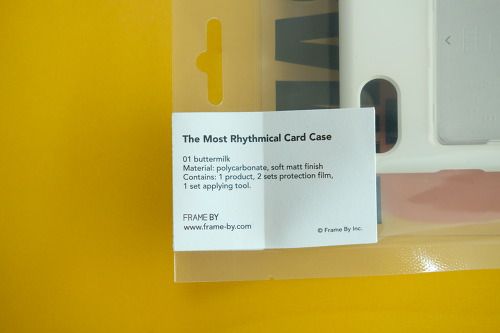 The Most Rhythmical Card Case
01 buttermilk
Material: polycarbonate, soft matt finish
Contains: 1 product, 2 sets protection film,
1 set applying tool.
FRAME BY
www.frame-by.com
© Frame By Inc.